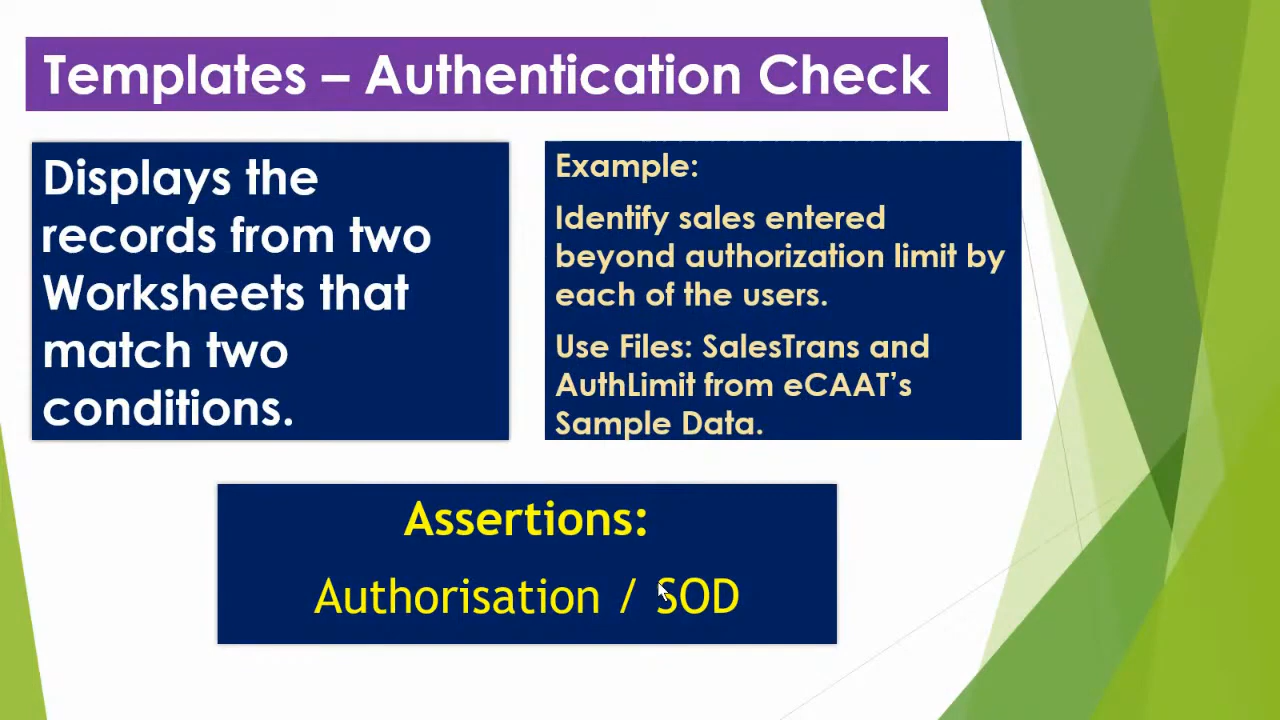 Templates – Authentication Check
Displays the
records from two
Worksheets that
match two
conditions.
Example:
Identify sales entered
beyond authorization limit by
each of the users.
Use Files: SalesTrans and
AuthLimit from eCAAT’s
Sample Data.
Assertions:
Authorisation / SOD